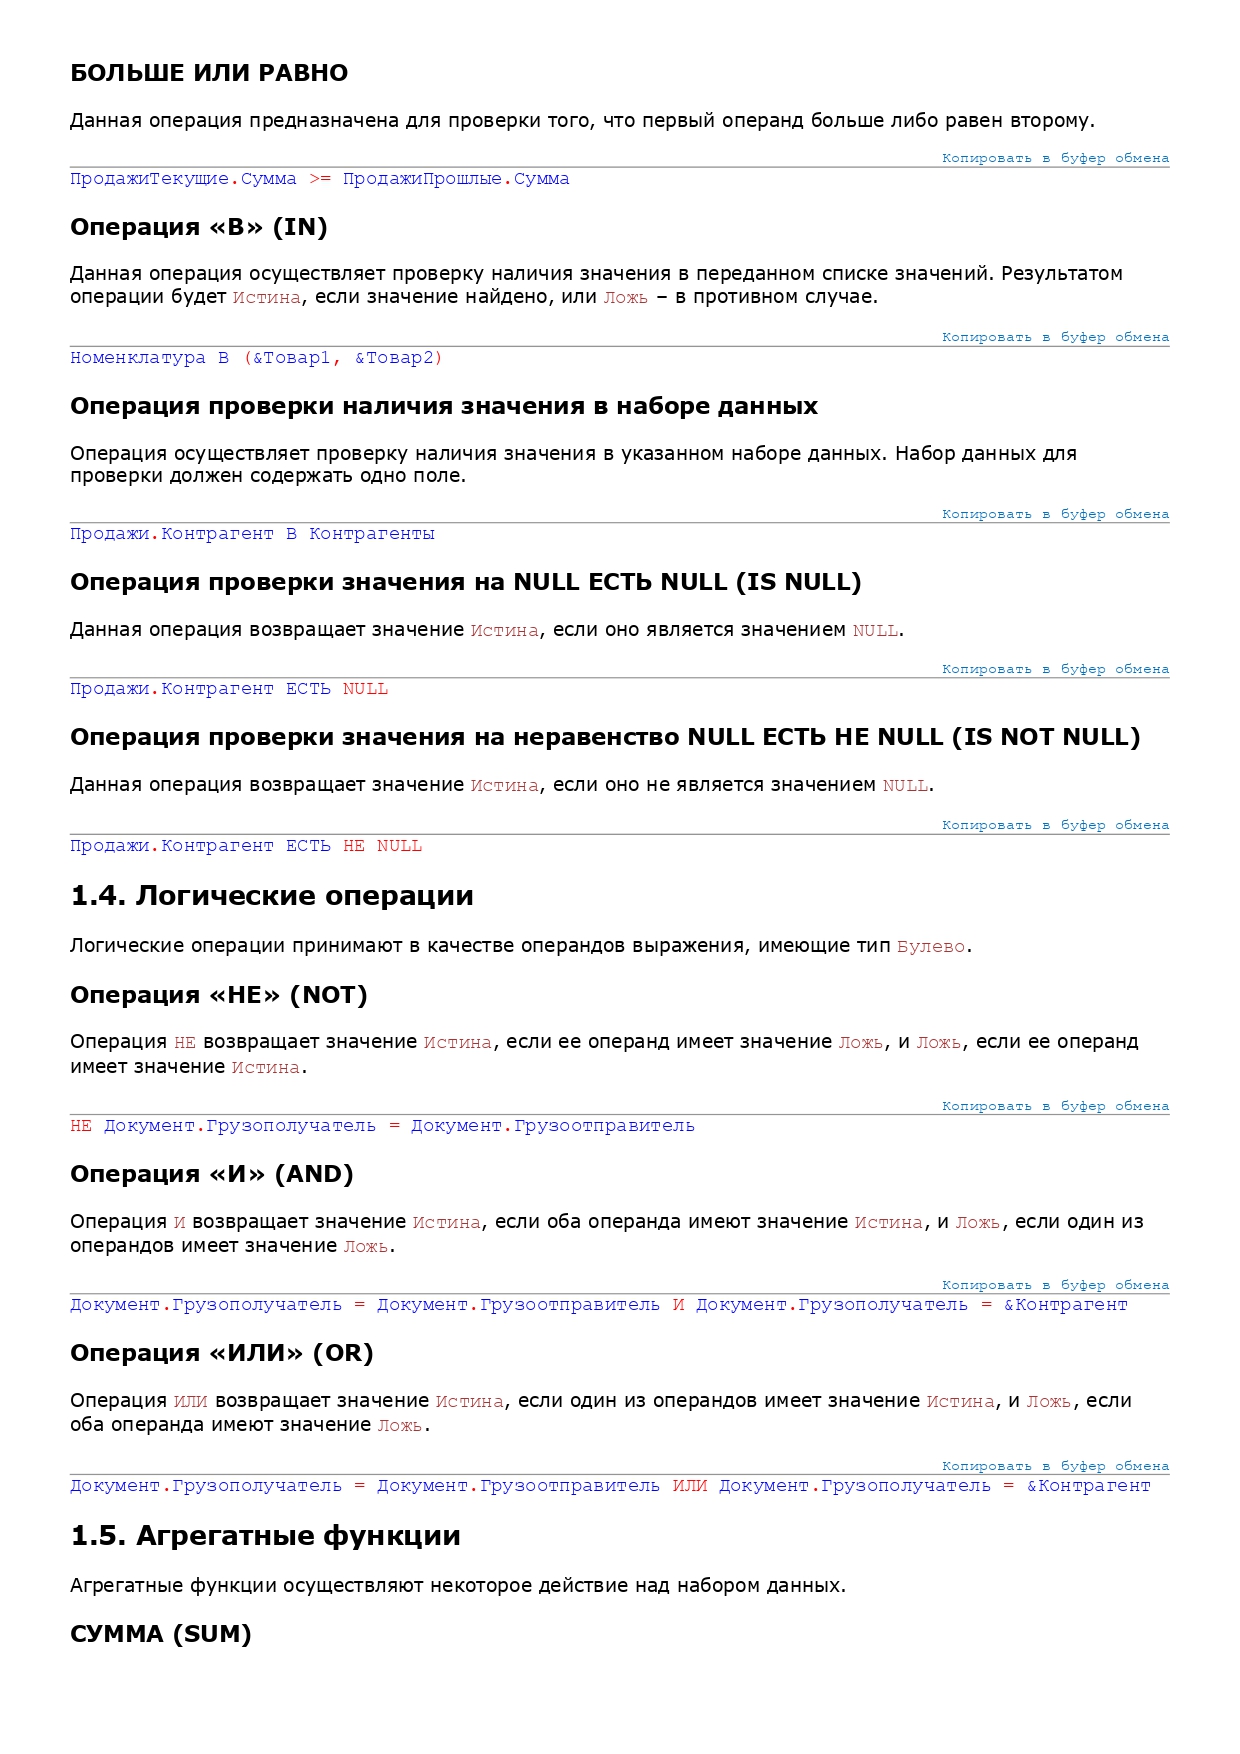 БОЛЬШЕ ИЛИ РАВНО
Данная операция предназначена для проверки того, что первый операнд больше либо равен второму.
Копировать в буфер обмена
ПродажиТекущие.Сумма >= ПродажиПрошлые.Сумма
Операция «В» (IN)
Данная операция осуществляет проверку наличия значения в переданном списке значений. Результатом
операции будет Истина, если значение найдено, или Ложь – в противном случае.
Копировать в буфер обмена
Номенклатура В (&Товар1, &Товар2)
Операция проверки наличия значения в наборе данных
Операция осуществляет проверку наличия значения в указанном наборе данных. Набор данных для
проверки должен содержать одно поле.
Копировать в буфер обмена
Продажи.Контрагент В Контрагенты
Операция проверки значения на NULL ЕСТЬ NULL (IS NULL)
Данная операция возвращает значение Истина, если оно является значением NULL.
Копировать в буфер обмена
Продажи.Контрагент ЕСТЬ NULL
Операция проверки значения на неравенство NULL ЕСТЬ НЕ NULL (IS NOT NULL)
Данная операция возвращает значение Истина, если оно не является значением NULL.
Копировать в буфер обмена
Продажи.Контрагент ЕСТЬ НЕ NULL
1.4. Логические операции
Логические операции принимают в качестве операндов выражения, имеющие тип Булево.
Операция «НЕ» (NOT)
Операция НЕ возвращает значение Истина, если ее операнд имеет значение Ложь, и Ложь, если ее операнд
имеет значение Истина.
Копировать в буфер обмена
НЕ Документ.Грузополучатель = Документ.Грузоотправитель
Операция «И» (AND)
Операция И возвращает значение Истина, если оба операнда имеют значение Истина, и Ложь, если один из
операндов имеет значение Ложь.
Копировать в буфер обмена
Документ.Грузополучатель = Документ.Грузоотправитель И Документ.Грузополучатель = &Контрагент
Операция «ИЛИ» (OR)
Операция ИЛИ возвращает значение Истина, если один из операндов имеет значение Истина, и Ложь, если
оба операнда имеют значение Ложь.
Копировать в буфер обмена
Документ.Грузополучатель = Документ.Грузоотправитель ИЛИ Документ.Грузополучатель = &Контрагент
1.5. Агрегатные функции
Агрегатные функции осуществляют некоторое действие над набором данных.
СУММА (SUM)